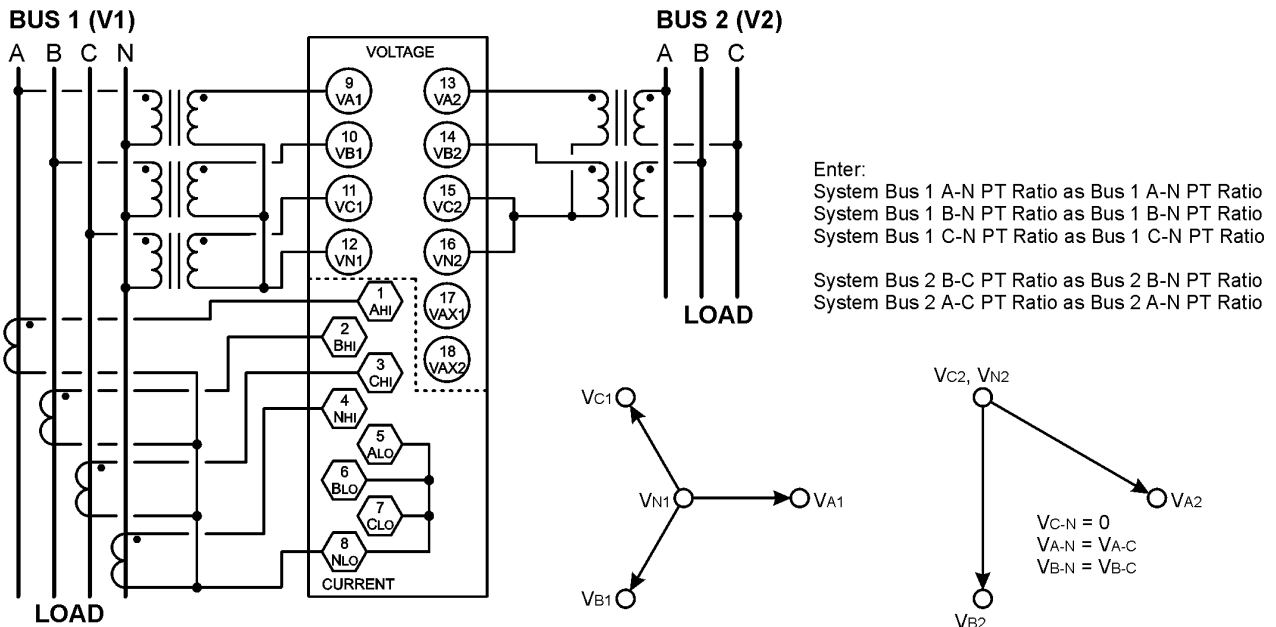 BUS 1 (V1)
A B C N
VOLTAGE
9
VA1
10
VB1
11
VC1
12
VN1
13
VA2
14
VB2
15
VC2
16
VN2
17
VAX1
18
VAX2
1
AHI
2
BHI
3
CHI
4
NHI
5
ALO
6
BLO
7
CLO
8
NLO
CURRENT
LOAD
BUS 2 (V2)
A B C
LOAD
Enter:
System Bus 1 A-N PT Ratio as Bus 1 A-N PT Ratio
System Bus 1 B-N PT Ratio as Bus 1 B-N PT Ratio
System Bus 1 C-N PT Ratio as Bus 1 C-N PT Ratio
System Bus 2 B-C PT Ratio as Bus 2 B-N PT Ratio
System Bus 2 A-C PT Ratio as Bus 2 A-N PT Ratio
VC1
VN1
VA1
VB1
VC2, VN2
VA2
VC-N = 0
VA-N = VA-C
VB-N = VB-C
VB2